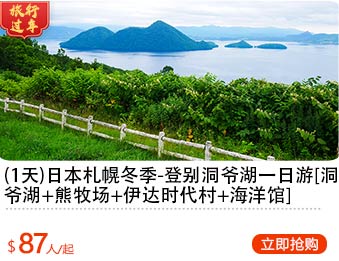 旅行
过年
(1天)日本札幌冬季-登别洞爷湖一日游[洞
爷湖+熊牧场+伊达时代村+海洋馆]
$87人/起
立即抢购